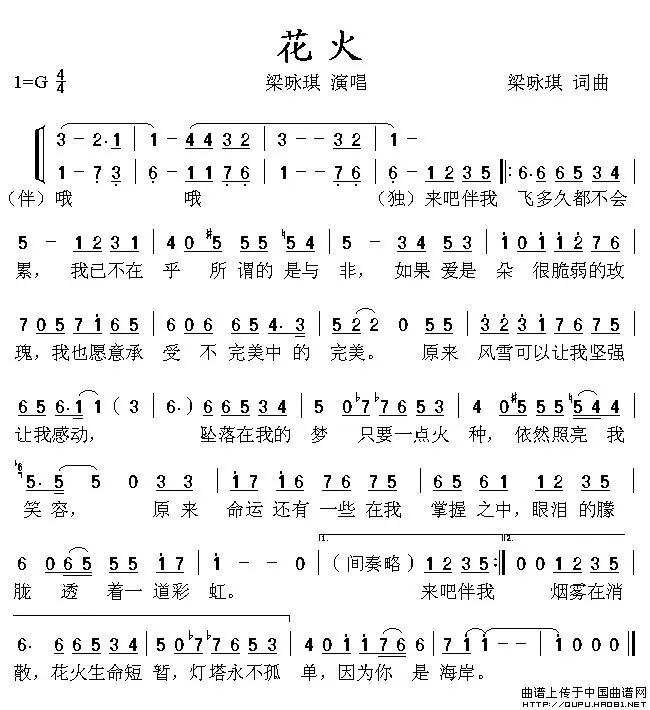 花火
1=G 4/4 梁咏琪 演唱 梁咏琪 词曲
3 - 2· 1 | 1 - 4 4 3 2 | 3 - - 3 2 | 1 -
1 - 7 3 | 6 - 1 1 7 6 | 1 - - 7 6 | 6 - 1 2 3 5 |: 6· 6 6 5 3 4 |
(伴)哦 哦 (独)来吧伴我 飞多久都不会
5 - 1 2 3 1 | 4 0 #5 5 5 ♮5 4 | 5 - 3 4 5 3 | 1 0 1 1 2 7 6 |
累, 我已不在 乎 所 谓的 是与 非, 如果 爱是 朵 很脆弱的玫
7 0 5 7 1 6 5 | 6 0 6 6 5 4· 3 | 5 2 2 0 5 5 | 3 2 3 1 7 6 7 5 |
瑰,我也愿意承 受 不 完美中 的 完美。 原来 风雪可以让我坚强
6 5 6· 1 1 (3 | 6·) 6 6 5 3 4 | 5 0 ♭7 ♭7 6 5 3 | 4 0 #5 5 5 ♮5 4 4 |
让我感动, 坠落在我的 梦 只要一点火 种, 依然照亮 我
♭6 5· 5 5 0 3 3 | 1 7 1 6 7 6 7 5 | 6 5 6 5 1 2 3 5 |
笑 容, 原 来 命运 还有 一些 在我 掌握 之中, 眼泪 的朦
6 0 6 5 5 5 1 7 | 1 - - 0 | 1. (间奏略) 1 2 3 5 :| 2. 0 0 1 2 3 5 |
胧 透 着一 道彩 虹。 来吧伴我 烟雾在消
6· 6 6 5 3 4 | 5 0 ♭7 ♭7 6 5 3 | 4 0 1 1 7 6 6 | 7 1 1 - - | 1 0 0 0 ‖
散, 花火生命短 暂, 灯塔永不孤 单, 因为你 是 海岸。
曲谱上传于中国曲谱网
HTTP://QUPU.HAO81.NET